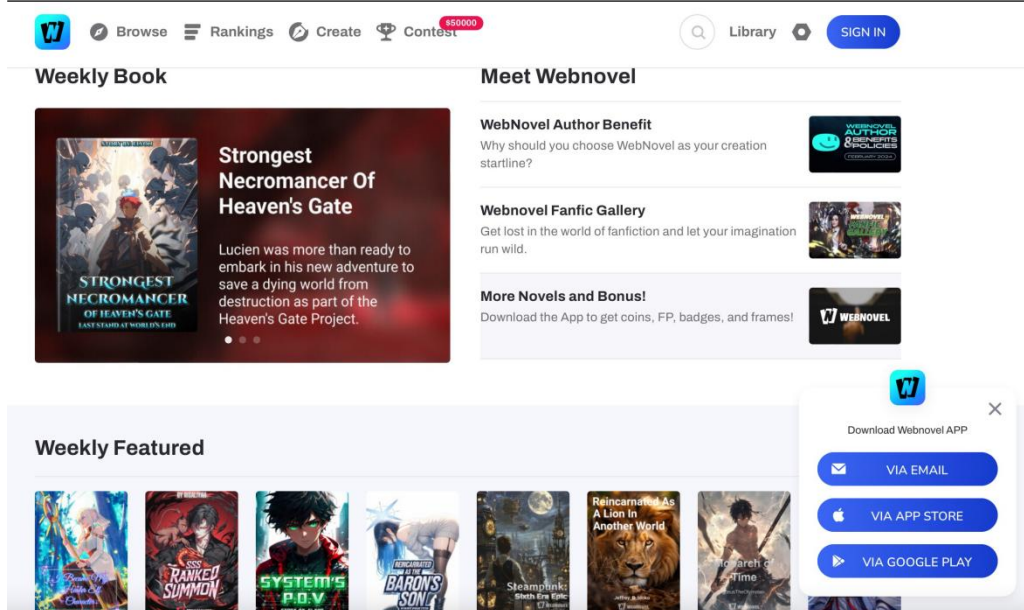 Browse
Rankings
Create
Contest
$50000
Library
SIGN IN
Weekly Book
STRONGEST
NECROMANCER
OF HEAVEN'S GATE
LAST STAND AT WORLD'S END
Strongest
Necromancer Of
Heaven's Gate
Lucien was more than ready to
embark in his new adventure to
save a dying world from
destruction as part of the
Heaven's Gate Project.
Meet Webnovel
WebNovel Author Benefit
Why should you choose WebNovel as your creation
startline?
WEBNOVEL
AUTHOR
&BENEFITS
POLICIES
FEBRUARY 2024
Webnovel Fanfic Gallery
Get lost in the world of fanfiction and let your imagination
run wild.
WEBNOVEL
GALLERY
More Novels and Bonus!
Download the App to get coins, FP, badges, and frames!
WEBNOVEL
Download Webnovel APP
VIA EMAIL
VIA APP STORE
VIA GOOGLE PLAY
Weekly Featured
I Became My
Character
SSS
RANKED
SUMMON
SYSTEM'S
P.O.V
REINCARNATED
AS THE
BARON'S
SON
Steampunk:
Sixth Era Epic
Reincarnated As
A Lion In
Another World
Monarch of
Time